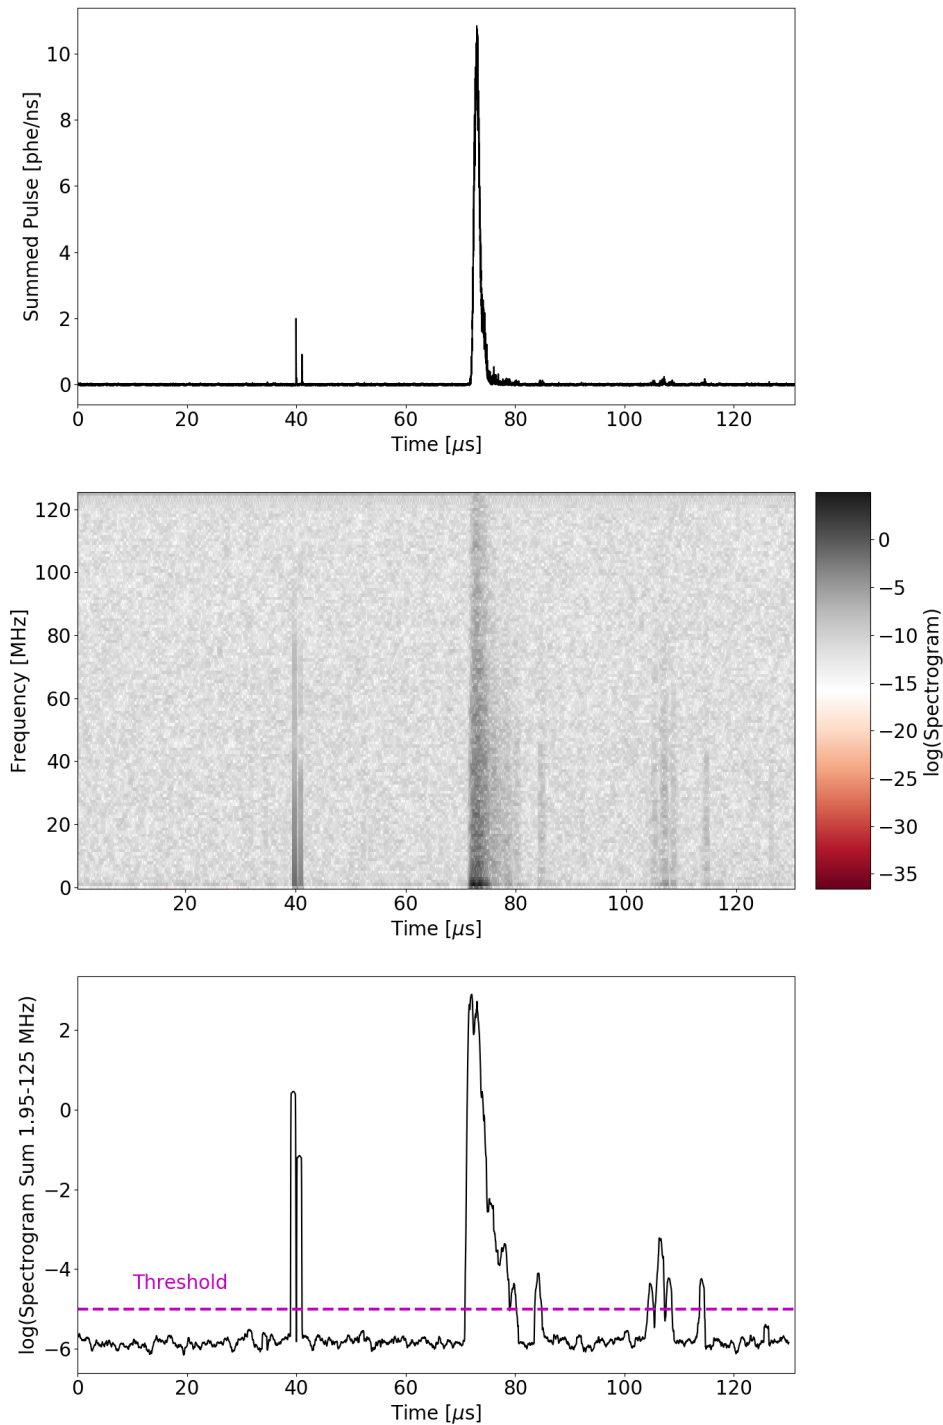 Summed Pulse [phe/ns]
10
8
6
4
2
0
0 20 40 60 80 100 120
Time [μs]
Frequency [MHz]
120
100
80
60
40
20
0
20 40 60 80 100 120
Time [μs]
0
−5
−10
−15
−20
−25
−30
−35
log(Spectrogram)
log(Spectrogram Sum 1.95-125 MHz)
2
0
−2
−4
−6
Threshold
0 20 40 60 80 100 120
Time [μs]